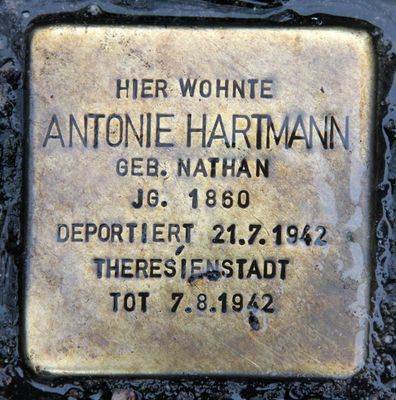 HIER WOHNTE
ANTONIE HARTMANN
GEB. NATHAN
JG. 1860
DEPORTIERT 21.7.1942
THERESIENSTADT
TOT 7.8.1942